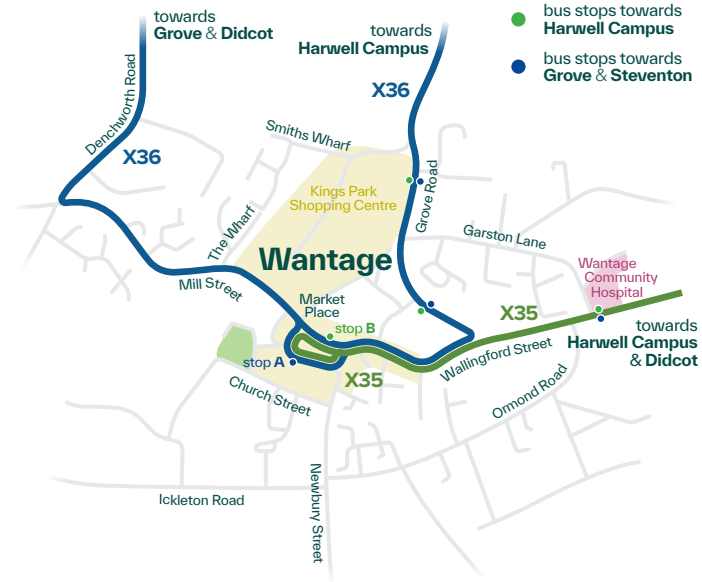 towards
Grove & Didcot
towards
Harwell Campus
bus stops towards
Harwell Campus
bus stops towards
Grove & Steventon
X36
Denchworth Road
X36
Smiths Wharf
Kings Park
Shopping Centre
Grove Road
The Wharf
Garston Lane
Wantage
Wantage
Community
Hospital
Mill Street
Market
Place
stop B
X35
towards
Harwell Campus
& Didcot
stop A
X35
Wallingford Street
Church Street
Ormond Road
Ickleton Road
Newbury Street